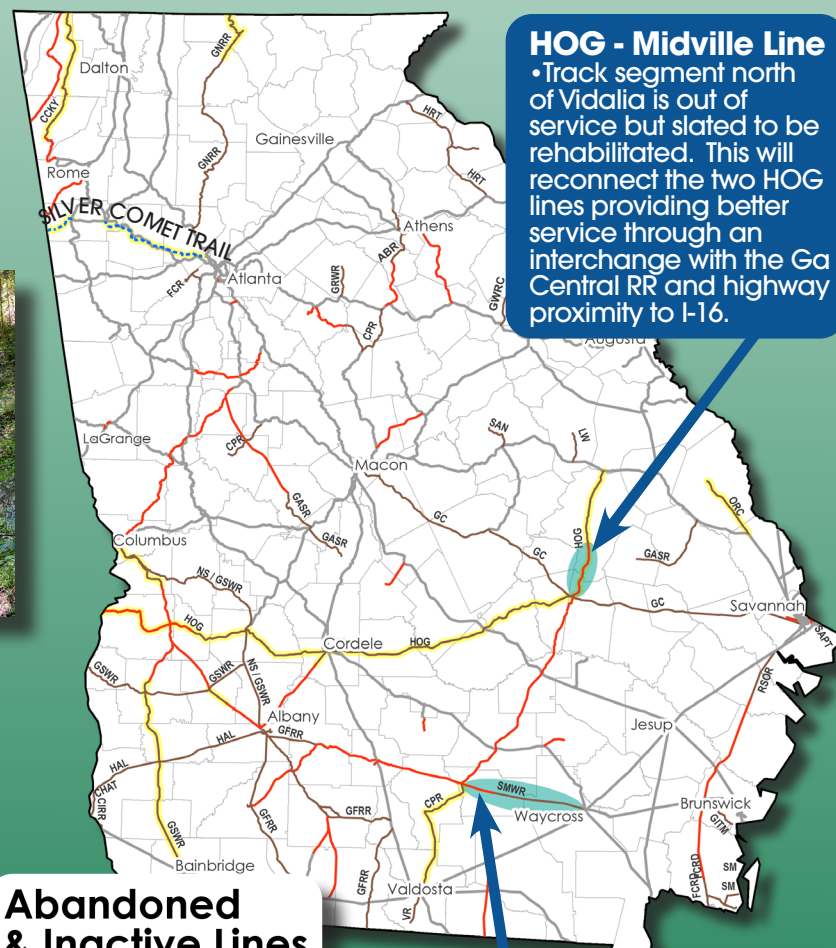 HOG - Midville Line
•Track segment north
of Vidalia is out of
service but slated to be
rehabilitated. This will
reconnect the two HOG
lines providing better
service through an
interchange with the Ga
Central RR and highway
proximity to I-16.
GNRR
Dalton
CCKY
Gainesville
HRT
GNRR
HRT
Rome
SILVER COMET TRAIL
Athens
ABR
Atlanta
FCR
GRWR
GWRC
CPR
Augusta
LaGrange
CPR
SAN
LW
Macon
GASR
GC
ORC
HOG
GASR
GC
GASR
Columbus
NS / GSWR
GC
Savannah
SAPT
HOG
Cordele
HOG
GSWR
GSWR
NS / GSWR
RSOR
Albany
GFRR
Jesup
HAL
HAL
CHAT
CIRR
SMWR
CPR
Waycross
Brunswick
GITM
GSWR
GFRR
GFRR
Bainbridge
GFRR
Valdosta
VR
FCRD
FCRD
SM
SM
Abandoned
& Inactive Lines